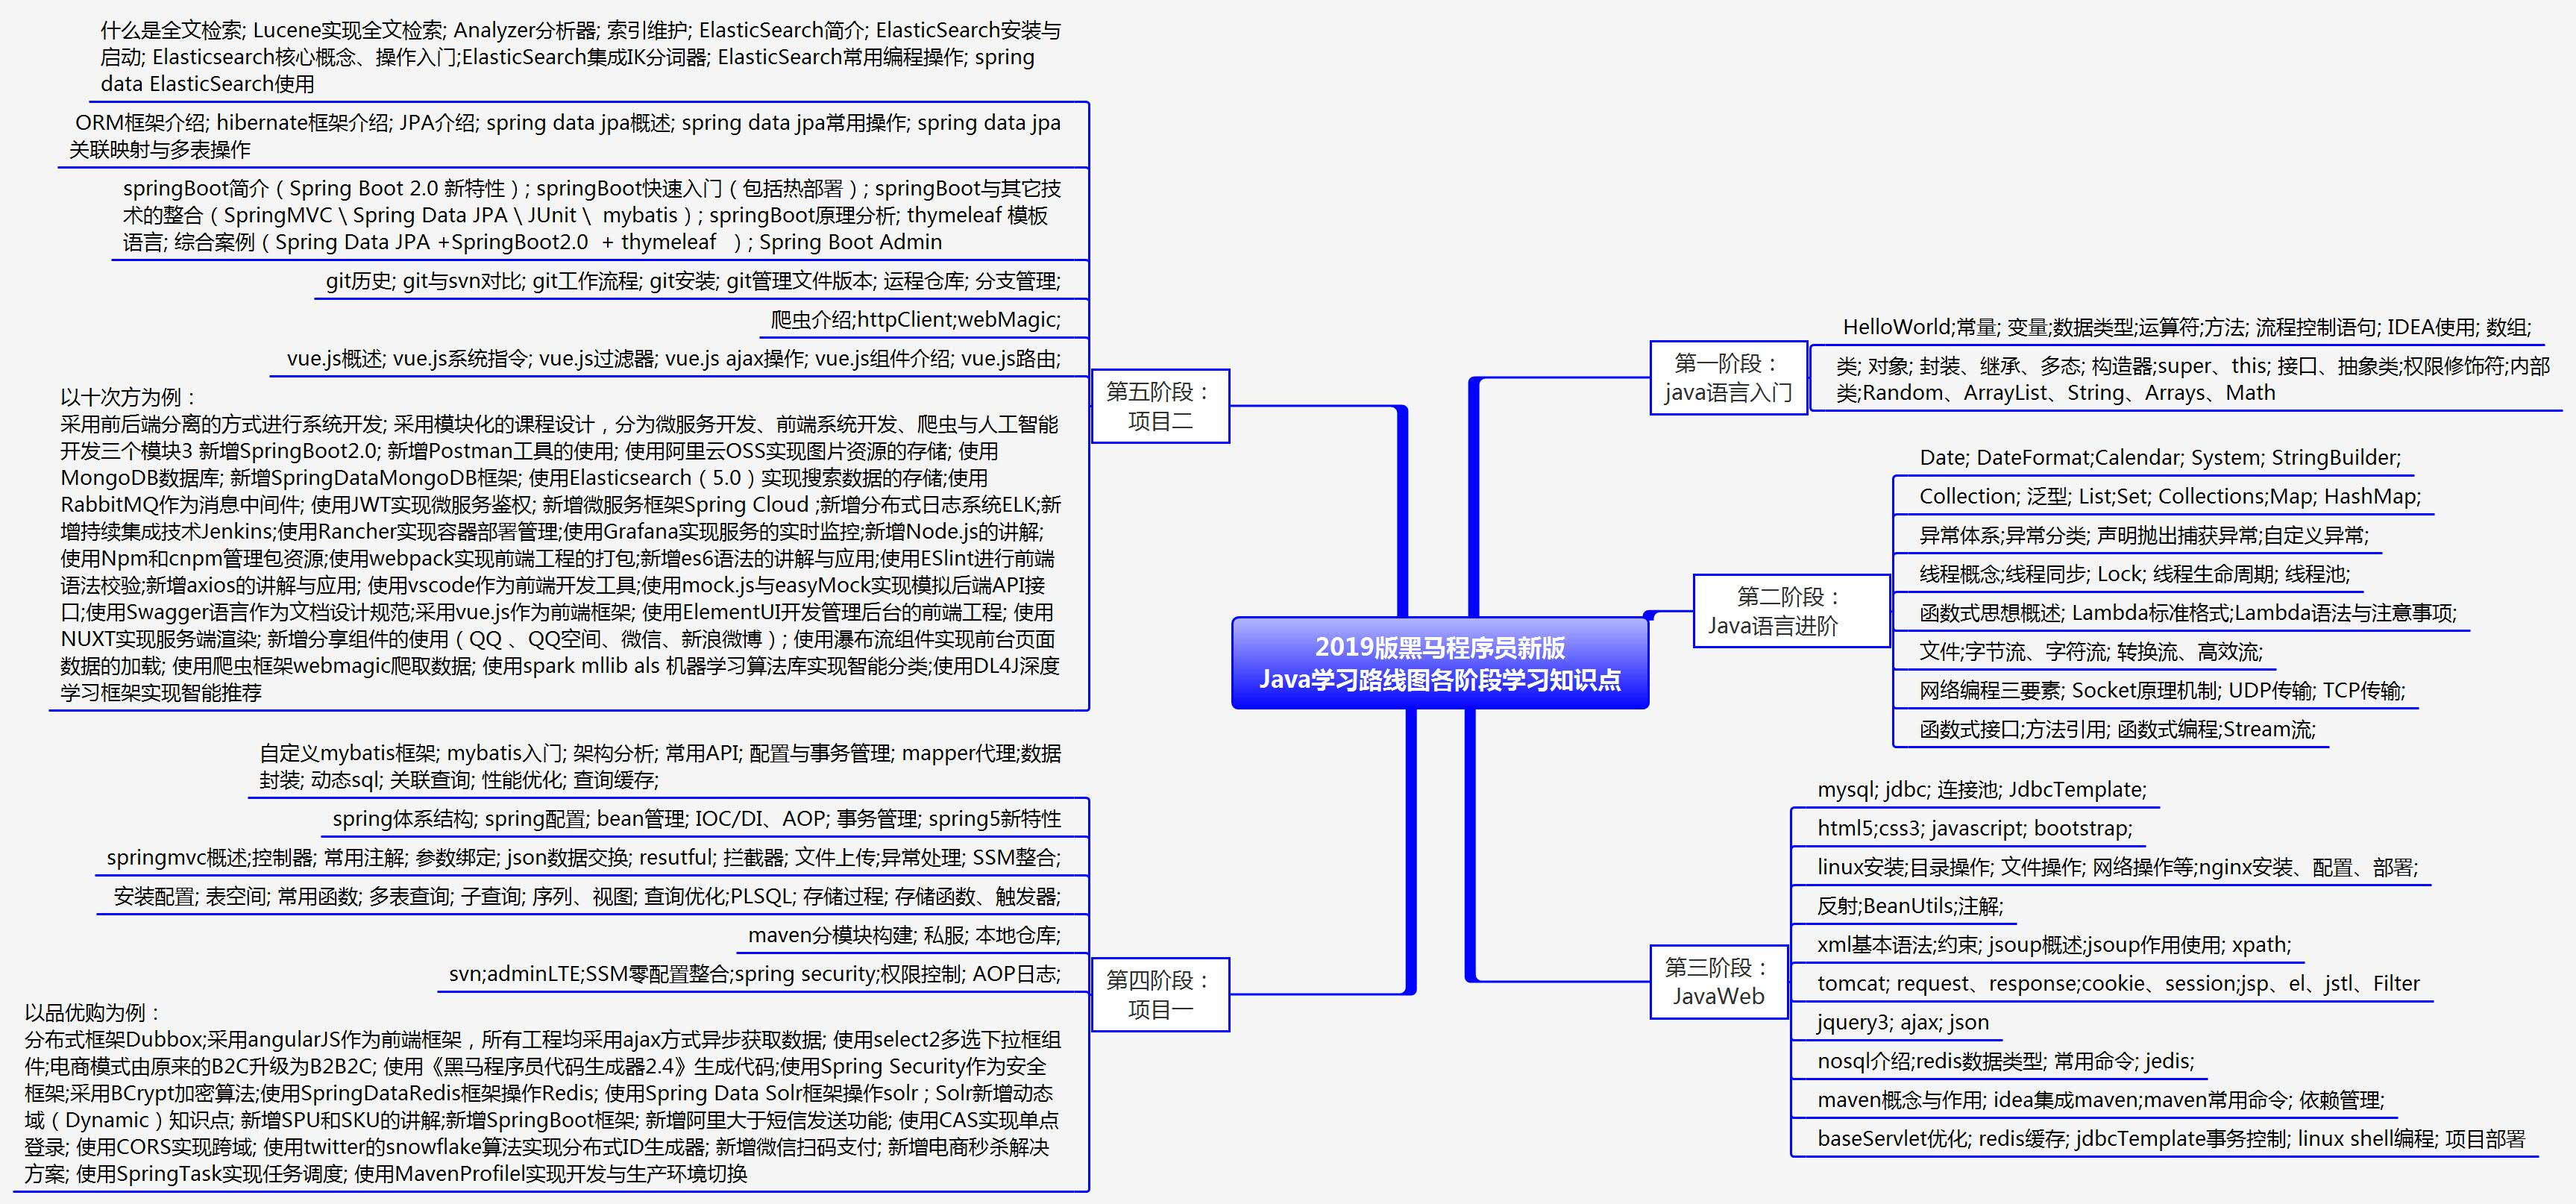 2019版黑马程序员新版
Java学习路线图各阶段学习知识点
第一阶段：
java语言入门
HelloWorld;常量; 变量;数据类型;运算符;方法; 流程控制语句; IDEA使用; 数组;
类; 对象; 封装、继承、多态; 构造器;super、this; 接口、抽象类;权限修饰符;内部
类;Random、ArrayList、String、Arrays、Math
第二阶段：
Java语言进阶
Date; DateFormat;Calendar; System; StringBuilder;
Collection; 泛型; List;Set; Collections;Map; HashMap;
异常体系;异常分类; 声明抛出捕获异常;自定义异常;
线程概念;线程同步; Lock; 线程生命周期; 线程池;
函数式思想概述; Lambda标准格式;Lambda语法与注意事项;
文件;字节流、字符流; 转换流、高效流;
网络编程三要素; Socket原理机制; UDP传输; TCP传输;
函数式接口;方法引用; 函数式编程;Stream流;
第三阶段：
JavaWeb
mysql; jdbc; 连接池; JdbcTemplate;
html5;css3; javascript; bootstrap;
linux安装;目录操作; 文件操作; 网络操作等;nginx安装、配置、部署;
反射;BeanUtils;注解;
xml基本语法;约束; jsoup概述;jsoup作用使用; xpath;
tomcat; request、response;cookie、session;jsp、el、jstl、Filter
jquery3; ajax; json
nosql介绍;redis数据类型; 常用命令; jedis;
maven概念与作用; idea集成maven;maven常用命令; 依赖管理;
baseServlet优化; redis缓存; jdbcTemplate事务控制; linux shell编程; 项目部署
第四阶段：
项目一
自定义mybatis框架; mybatis入门; 架构分析; 常用API; 配置与事务管理; mapper代理;数据
封装; 动态sql; 关联查询; 性能优化; 查询缓存;
spring体系结构; spring配置; bean管理; IOC/DI、AOP; 事务管理; spring5新特性
springmvc概述;控制器; 常用注解; 参数绑定; json数据交换; resutful; 拦截器; 文件上传;异常处理; SSM整合;
安装配置; 表空间; 常用函数; 多表查询; 子查询; 序列、视图; 查询优化;PLSQL; 存储过程; 存储函数、触发器;
maven分模块构建; 私服; 本地仓库;
svn;adminLTE;SSM零配置整合;spring security;权限控制; AOP日志;
以品优购为例：
分布式框架Dubbox;采用angularJS作为前端框架，所有工程均采用ajax方式异步获取数据; 使用select2多选下拉框组
件;电商模式由原来的B2C升级为B2B2C; 使用《黑马程序员代码生成器2.4》生成代码;使用Spring Security作为安全
框架;采用BCrypt加密算法;使用SpringDataRedis框架操作Redis; 使用Spring Data Solr框架操作solr ; Solr新增动态
域（Dynamic）知识点; 新增SPU和SKU的讲解;新增SpringBoot框架; 新增阿里大于短信发送功能; 使用CAS实现单点
登录; 使用CORS实现跨域; 使用twitter的snowflake算法实现分布式ID生成器; 新增微信扫码支付; 新增电商秒杀解决
方案; 使用SpringTask实现任务调度; 使用MavenProfilel实现开发与生产环境切换
第五阶段：
项目二
什么是全文检索; Lucene实现全文检索; Analyzer分析器; 索引维护; ElasticSearch简介; ElasticSearch安装与
启动; Elasticsearch核心概念、操作入门;ElasticSearch集成IK分词器; ElasticSearch常用编程操作; spring
data ElasticSearch使用
ORM框架介绍; hibernate框架介绍; JPA介绍; spring data jpa概述; spring data jpa常用操作; spring data jpa
关联映射与多表操作
springBoot简介（Spring Boot 2.0 新特性）; springBoot快速入门（包括热部署）; springBoot与其它技
术的整合（SpringMVC \ Spring Data JPA \ JUnit \  mybatis）; springBoot原理分析; thymeleaf 模板
语言; 综合案例（Spring Data JPA +SpringBoot2.0  + thymeleaf  ）; Spring Boot Admin
git历史; git与svn对比; git工作流程; git安装; git管理文件版本; 运程仓库; 分支管理;
爬虫介绍;httpClient;webMagic;
vue.js概述; vue.js系统指令; vue.js过滤器; vue.js ajax操作; vue.js组件介绍; vue.js路由;
以十次方为例：
采用前后端分离的方式进行系统开发; 采用模块化的课程设计，分为微服务开发、前端系统开发、爬虫与人工智能
开发三个模块3 新增SpringBoot2.0; 新增Postman工具的使用; 使用阿里云OSS实现图片资源的存储; 使用
MongoDB数据库; 新增SpringDataMongoDB框架; 使用Elasticsearch（5.0）实现搜索数据的存储;使用
RabbitMQ作为消息中间件; 使用JWT实现微服务鉴权; 新增微服务框架Spring Cloud ;新增分布式日志系统ELK;新
增持续集成技术Jenkins;使用Rancher实现容器部署管理;使用Grafana实现服务的实时监控;新增Node.js的讲解;
使用Npm和cnpm管理包资源;使用webpack实现前端工程的打包;新增es6语法的讲解与应用;使用ESlint进行前端
语法校验;新增axios的讲解与应用; 使用vscode作为前端开发工具;使用mock.js与easyMock实现模拟后端API接
口;使用Swagger语言作为文档设计规范;采用vue.js作为前端框架; 使用ElementUI开发管理后台的前端工程; 使用
NUXT实现服务端渲染; 新增分享组件的使用（QQ 、QQ空间、微信、新浪微博）; 使用瀑布流组件实现前台页面
数据的加载; 使用爬虫框架webmagic爬取数据; 使用spark mllib als 机器学习算法库实现智能分类;使用DL4J深度
学习框架实现智能推荐